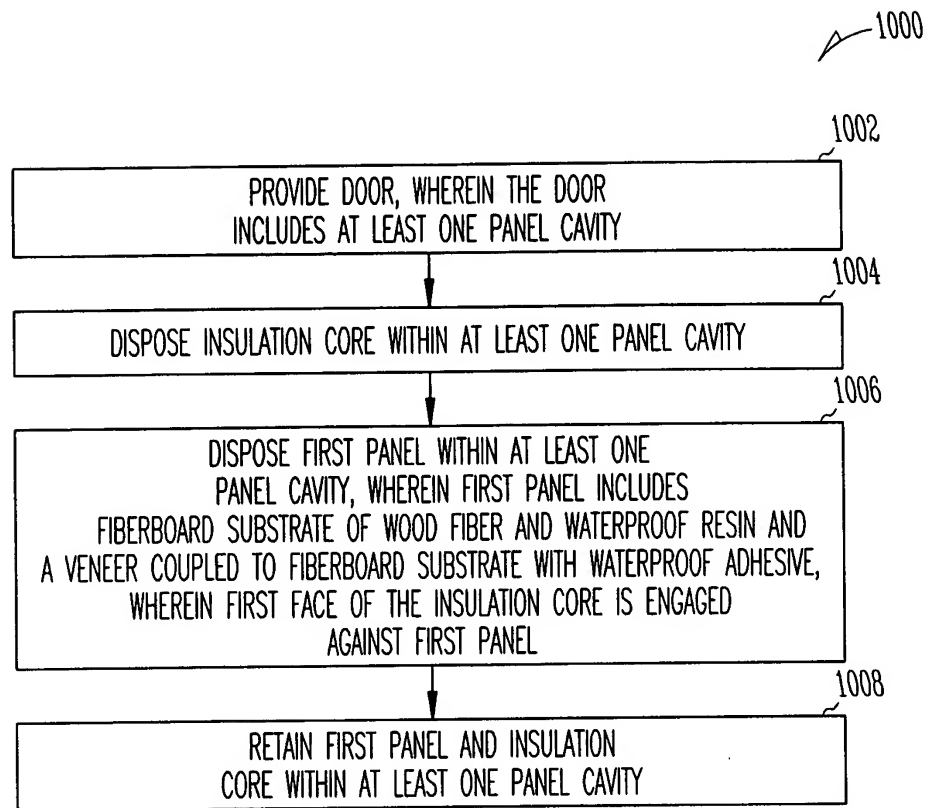 1000
1002
PROVIDE DOOR, WHEREIN THE DOOR
INCLUDES AT LEAST ONE PANEL CAVITY
1004
DISPOSE INSULATION CORE WITHIN AT LEAST ONE PANEL CAVITY
1006
DISPOSE FIRST PANEL WITHIN AT LEAST ONE
PANEL CAVITY, WHEREIN FIRST PANEL INCLUDES
FIBERBOARD SUBSTRATE OF WOOD FIBER AND WATERPROOF RESIN AND
A VENEER COUPLED TO FIBERBOARD SUBSTRATE WITH WATERPROOF ADHESIVE,
WHEREIN FIRST FACE OF THE INSULATION CORE IS ENGAGED
AGAINST FIRST PANEL
1008
RETAIN FIRST PANEL AND INSULATION
CORE WITHIN AT LEAST ONE PANEL CAVITY